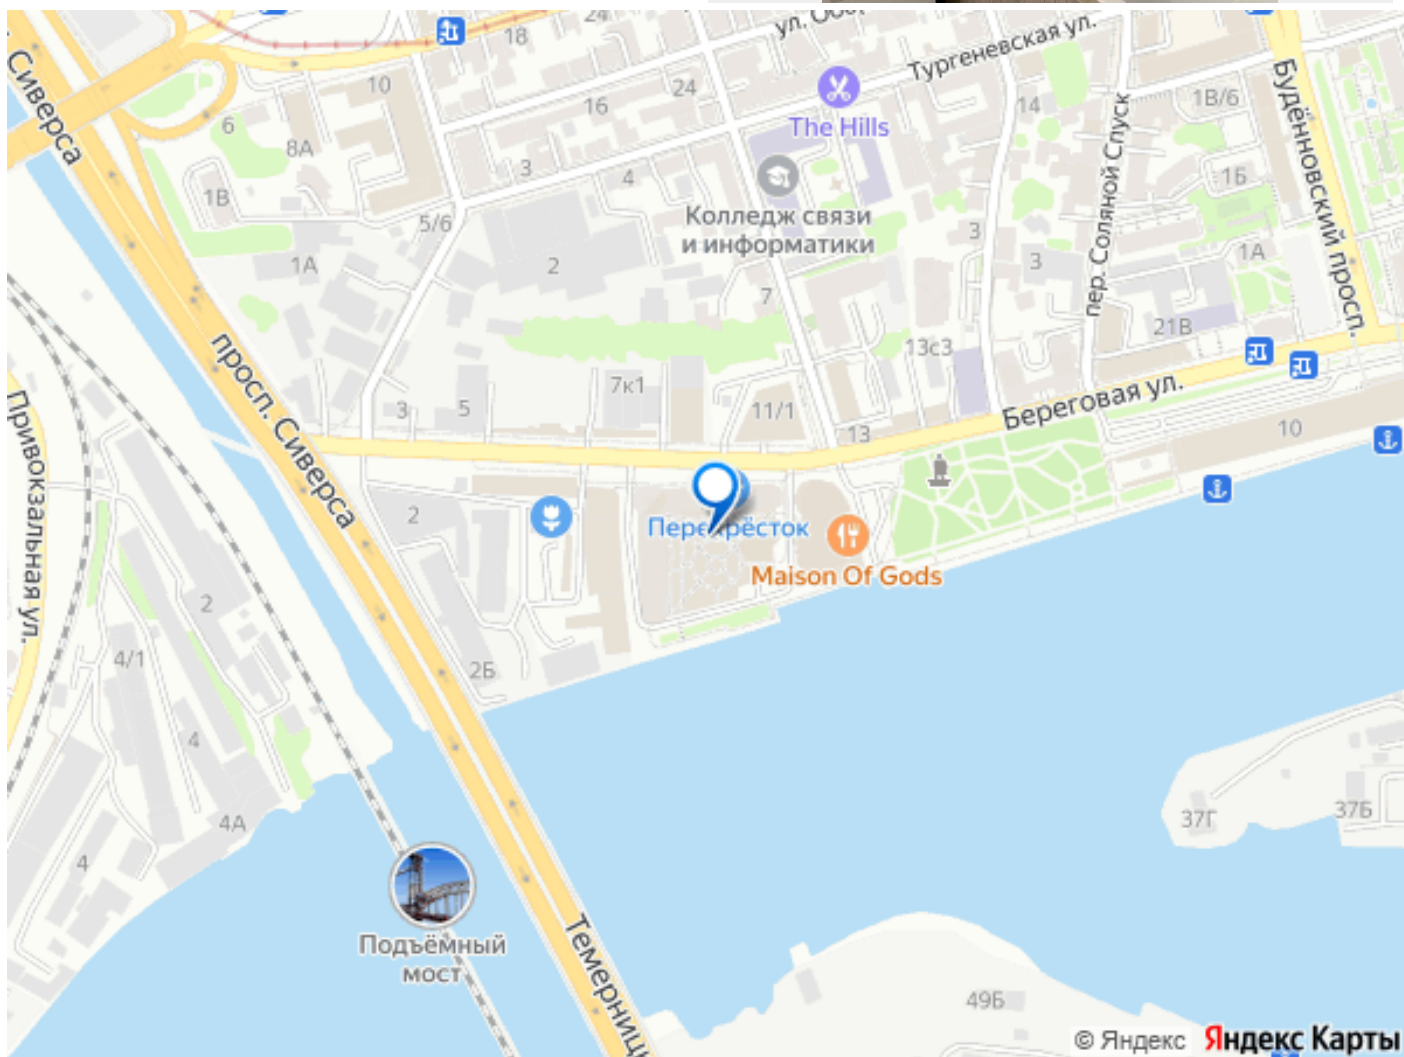 24
18
ул.
Тургеневская ул.
. Сиверса
10
16
24
14
1В/6
Будённовский просп.
The Hills
6
8А
3
4
1В
Колледж связи
и информатики
пер. Соляной Спуск
1Б
5/6
1А
2
3
3
1А
7
21В
13с3
просп. Сиверса
Привокзальная ул.
7к1
3
5
11/1
13
Береговая ул.
10
2
Перекрёсток
Maison Of Gods
2
4/1
2Б
4
4А
4
37Г
37Б
Подъёмный
мост
Темерниц
49Б
© Яндекс Яндекс Карты